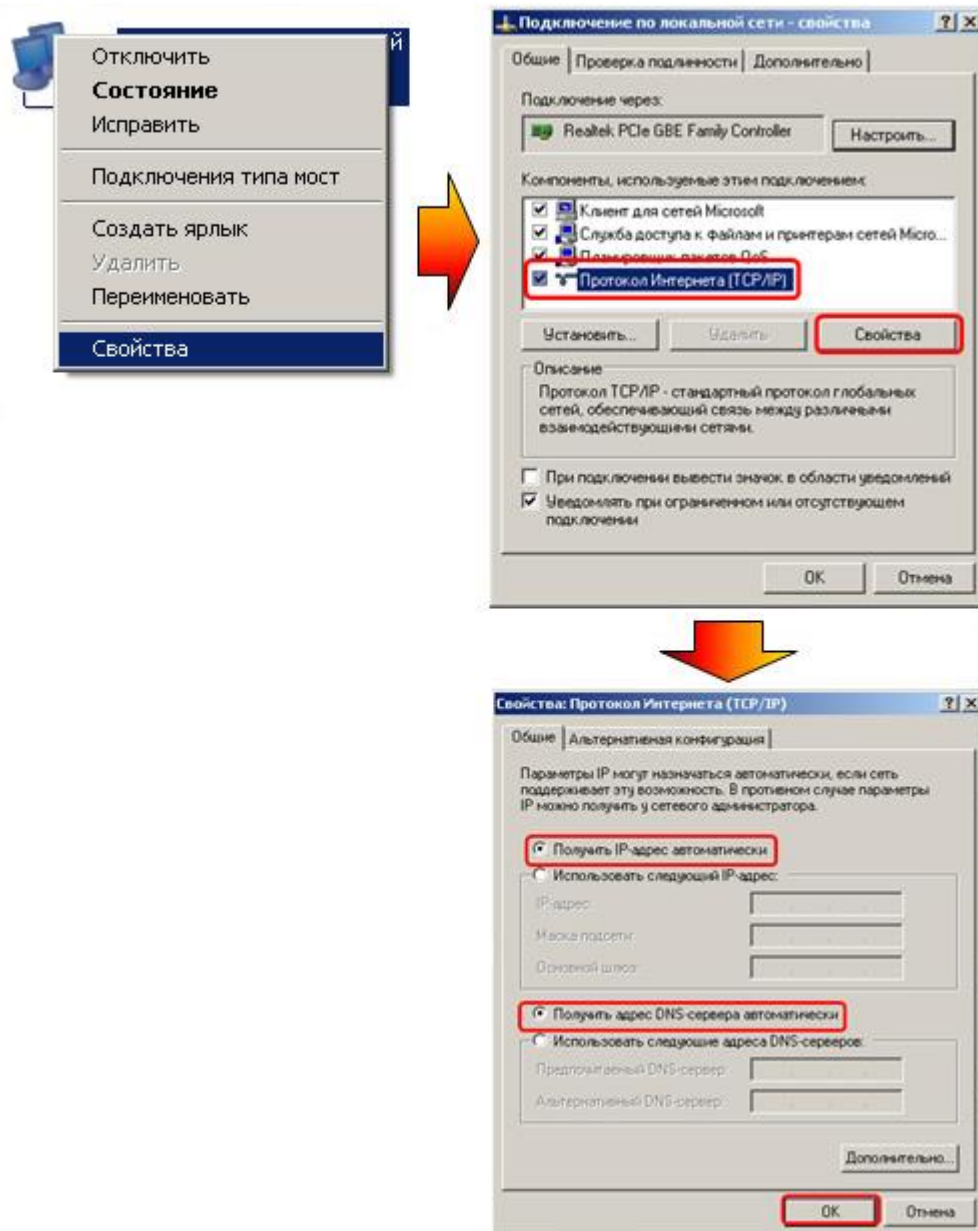 й
Отключить
Состояние
Исправить
Подключения типа мост
Создать ярлык
Удалить
Переименовать
Свойства
Подключение по локальной сети - свойства
Общие
Проверка подлинности
Дополнительно
Подключение через:
Realtek PCIe GBE Family Controller
Настроить...
Компоненты, используемые этим подключением:
Клиент для сетей Microsoft
Служба доступа к файлам и принтерам сетей Micro...
Планировщик пакетов QoS
Протокол Интернета (TCP/IP)
Установить...
Удалить
Свойства
Описание
Протокол TCP/IP - стандартный протокол глобальных
сетей, обеспечивающий связь между различными
взаимодействующими сетями.
При подключении вывести значок в области уведомлений
Уведомлять при ограниченном или отсутствующем
подключении
OK
Отмена
Свойства: Протокол Интернета (TCP/IP)
Общие
Альтернативная конфигурация
Параметры IP могут назначаться автоматически, если сеть
поддерживает эту возможность. В противном случае параметры
IP можно получить у сетевого администратора.
Получить IP-адрес автоматически
Использовать следующий IP-адрес:
IP-адрес:
Маска подсети:
Основной шлюз:
Получить адрес DNS-сервера автоматически
Использовать следующие адреса DNS-серверов:
Предпочитаемый DNS-сервер:
Альтернативный DNS-сервер:
Дополнительно...
OK
Отмена